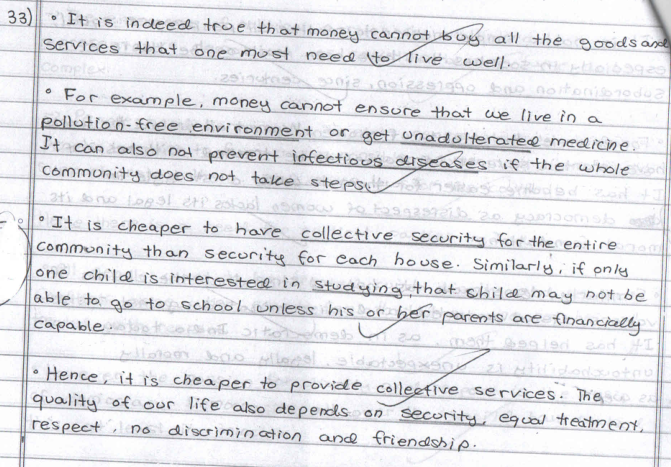 33) • It is indeed true that money cannot buy all the goods and
services that one must need to live well.
• For example, money cannot ensure that we live in a
pollution-free environment or get unadulterated medicine.
It can also not prevent infectious diseases if the whole
community does not take steps.
• It is cheaper to have collective security for the entire
community than security for each house. Similarly, if only
one child is interested in studying, that child may not be
able to go to school unless his or her parents are financially
capable.
• Hence, it is cheaper to provide collective services. The
quality of our life also depends on security, equal treatment,
respect, no discrimination and friendship.